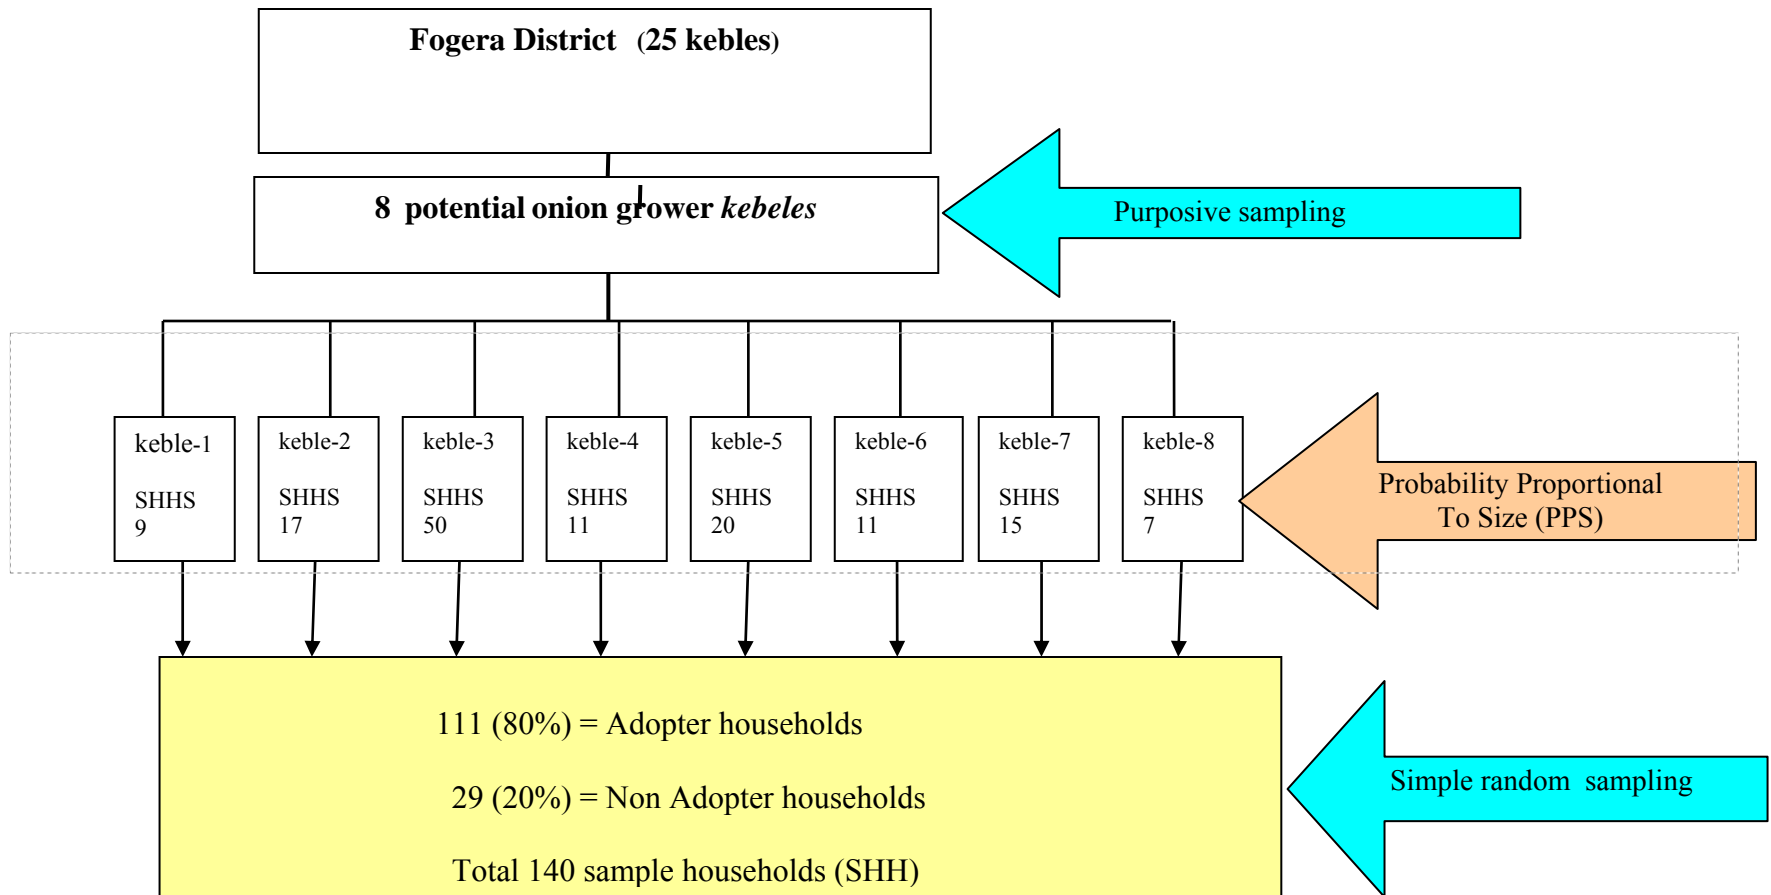 Fogera District (25 kebles)
8 potential onion grower kebeles
Purposive sampling
keble-1
SHHS
9
keble-2
SHHS
17
keble-3
SHHS
50
keble-4
SHHS
11
keble-5
SHHS
20
keble-6
SHHS
11
keble-7
SHHS
15
keble-8
SHHS
7
Probability Proportional
To Size (PPS)
111 (80%) = Adopter households
29 (20%) = Non Adopter households
Total 140 sample households (SHH)
Simple random sampling